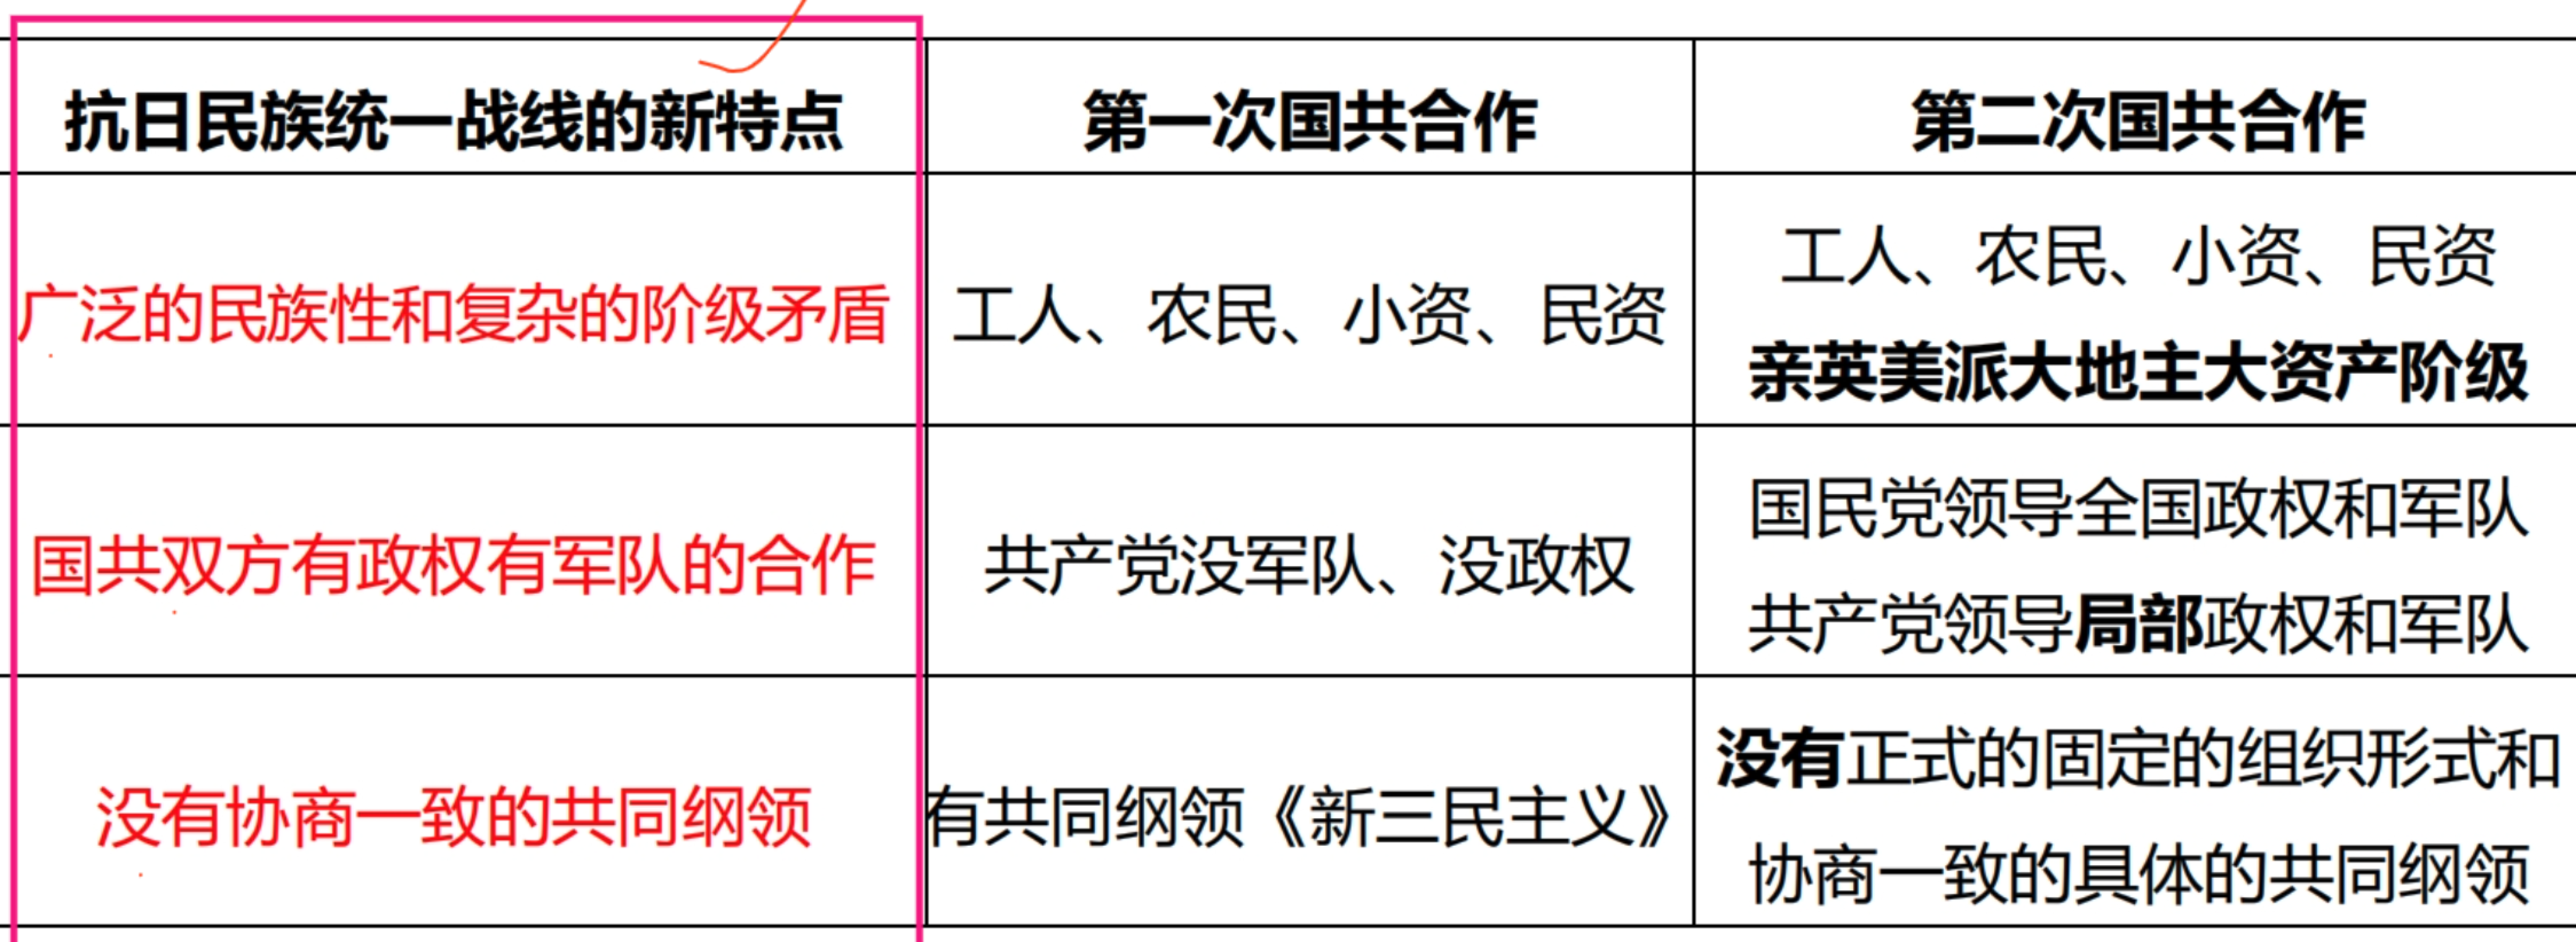 抗日民族统一战线的新特点
第一次国共合作
第二次国共合作
广泛的民族性和复杂的阶级矛盾
工人、农民、小资、民资
工人、农民、小资、民资
亲英美派大地主大资产阶级
国共双方有政权有军队的合作
共产党没军队、没政权
国民党领导全国政权和军队
共产党领导局部政权和军队
没有协商一致的共同纲领
有共同纲领《新三民主义》
没有正式的固定的组织形式和
协商一致的具体的共同纲领